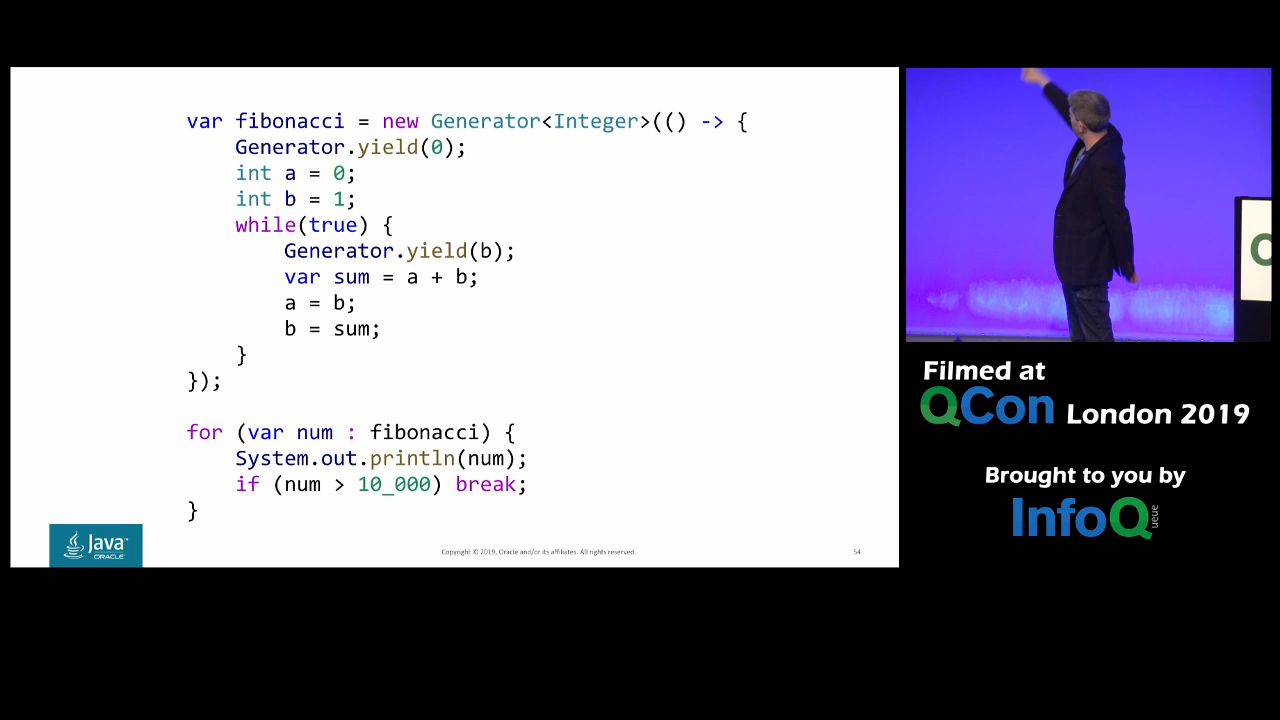 var fibonacci = new Generator<Integer>(() -> {
    Generator.yield(0);
    int a = 0;
    int b = 1;
    while(true) {
        Generator.yield(b);
        var sum = a + b;
        a = b;
        b = sum;
    }
});

for (var num : fibonacci) {
    System.out.println(num);
    if (num > 10_000) break;
}
Java™
ORACLE
Copyright © 2019, Oracle and/or its affiliates. All rights reserved.
54
Filmed at
QCon London 2019
Brought to you by
InfoQueue